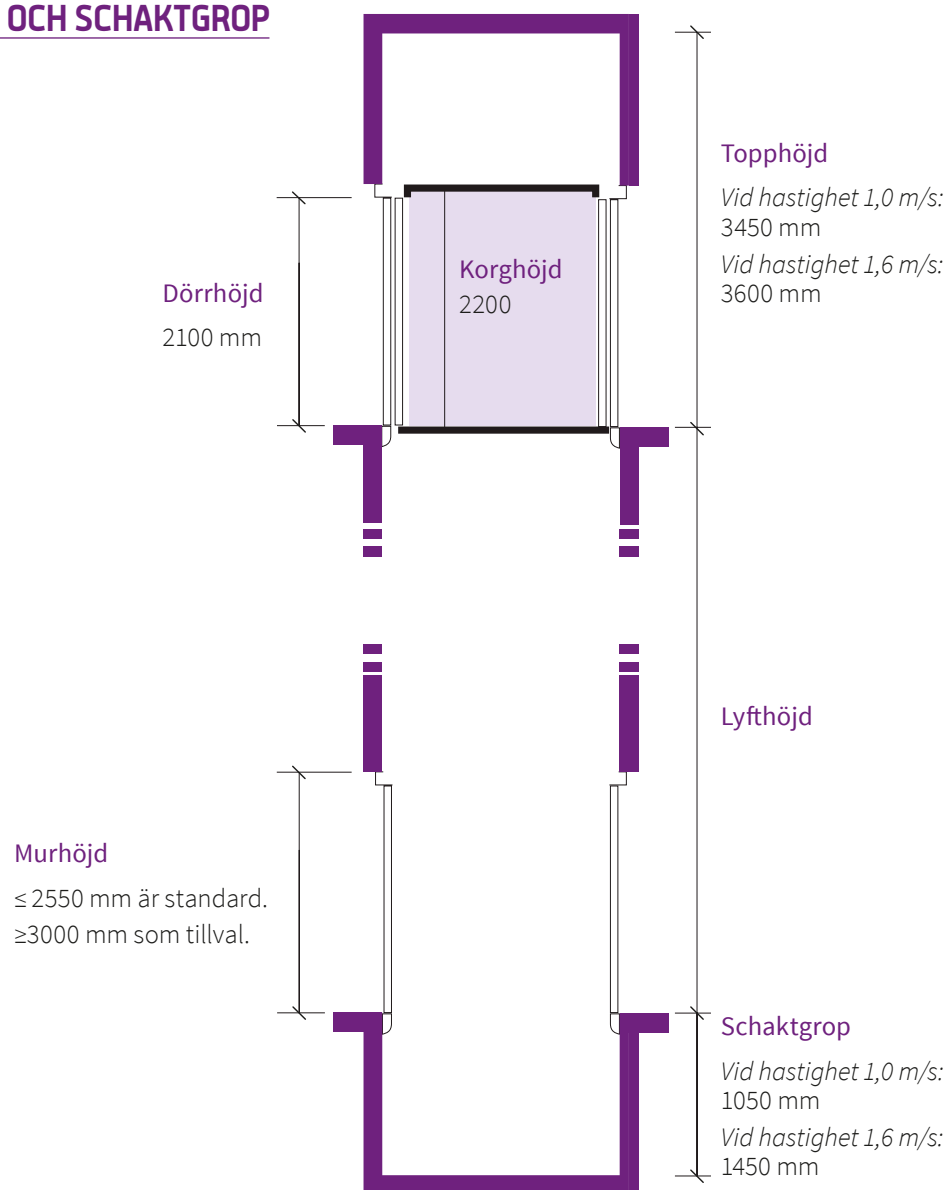 OCH SCHAKTGROP
Topphöjd
Vid hastighet 1,0 m/s:
3450 mm
Vid hastighet 1,6 m/s:
3600 mm
Korghöjd
2200
Dörrhöjd
2100 mm
Lyfthöjd
Murhöjd
≤ 2550 mm är standard.
≥3000 mm som tillval.
Schaktgrop
Vid hastighet 1,0 m/s:
1050 mm
Vid hastighet 1,6 m/s:
1450 mm